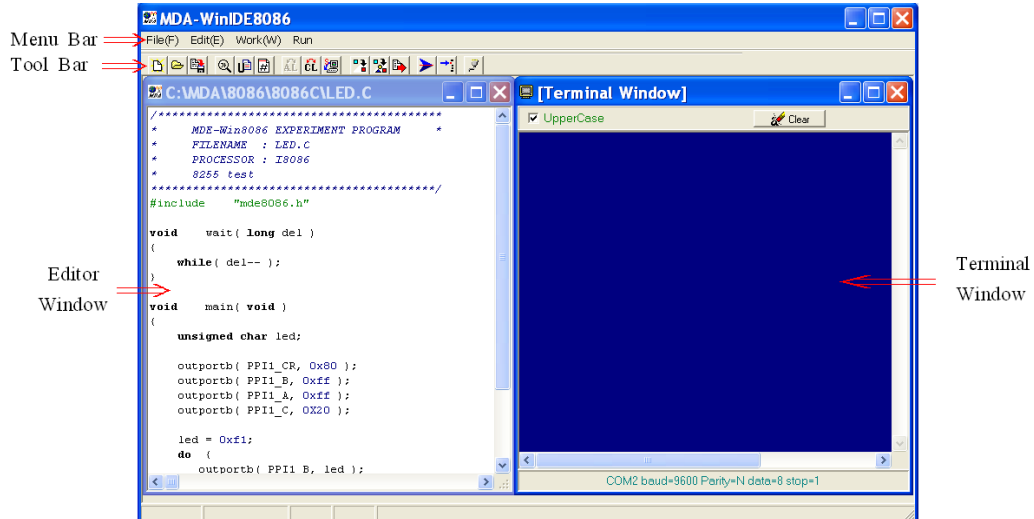 MDA-WinIDE8086
Menu Bar
File(F) Edit(E) Work(W) Run
Tool Bar
AL CL
C:\MDA\8086\8086C\LED.C
/*****************************************
* MDE-Win8086 EXPERIMENT PROGRAM *
* FILENAME : LED.C
* PROCESSOR : I8086
* 8255 test
******************************************/
#include "mde8086.h"
void wait( long del )
{
while( del-- );
}
void main( void )
{
unsigned char led;
outportb( PPI1_CR, 0x80 );
outportb( PPI1_B, 0xff );
outportb( PPI1_A, 0xff );
outportb( PPI1_C, 0X20 );
led = 0xf1;
do {
outportb( PPI1_B, led );
Editor
Window
[Terminal Window]
UpperCase
Clear
COM2 baud=9600 Parity=N data=8 stop=1
Terminal
Window